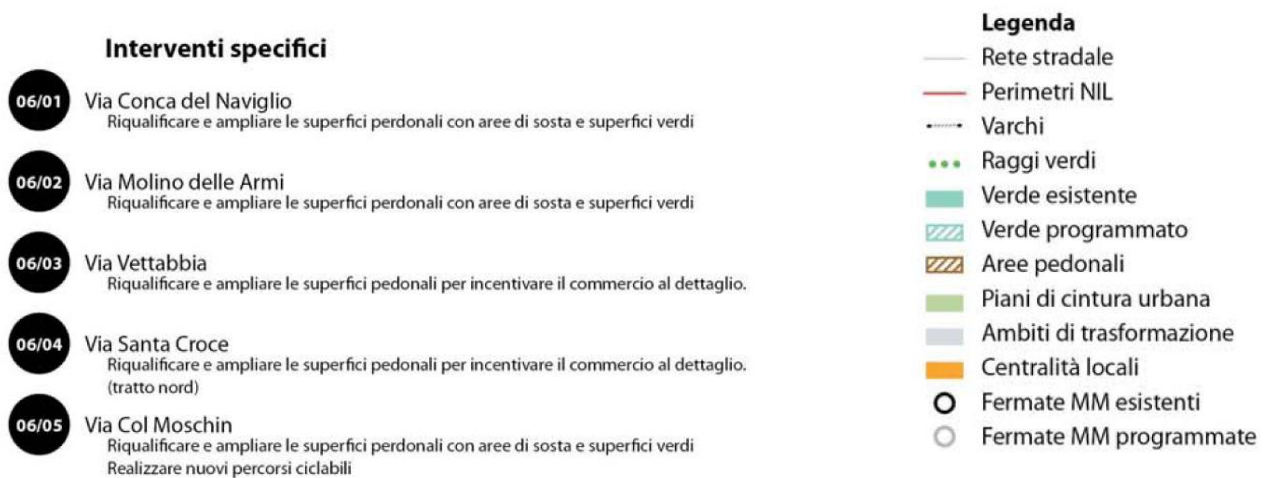 Interventi specifici
06/01
Via Conca del Naviglio
Riqualificare e ampliare le superfici perdonali con aree di sosta e superfici verdi
06/02
Via Molino delle Armi
Riqualificare e ampliare le superfici perdonali con aree di sosta e superfici verdi
06/03
Via Vettabbia
Riqualificare e ampliare le superfici pedonali per incentivare il commercio al dettaglio.
06/04
Via Santa Croce
Riqualificare e ampliare le superfici pedonali per incentivare il commercio al dettaglio.
(tratto nord)
06/05
Via Col Moschin
Riqualificare e ampliare le superfici perdonali con aree di sosta e superfici verdi
Realizzare nuovi percorsi ciclabili
Legenda
Rete stradale
Perimetri NIL
Varchi
Raggi verdi
Verde esistente
Verde programmato
Aree pedonali
Piani di cintura urbana
Ambiti di trasformazione
Centralità locali
Fermate MM esistenti
Fermate MM programmate